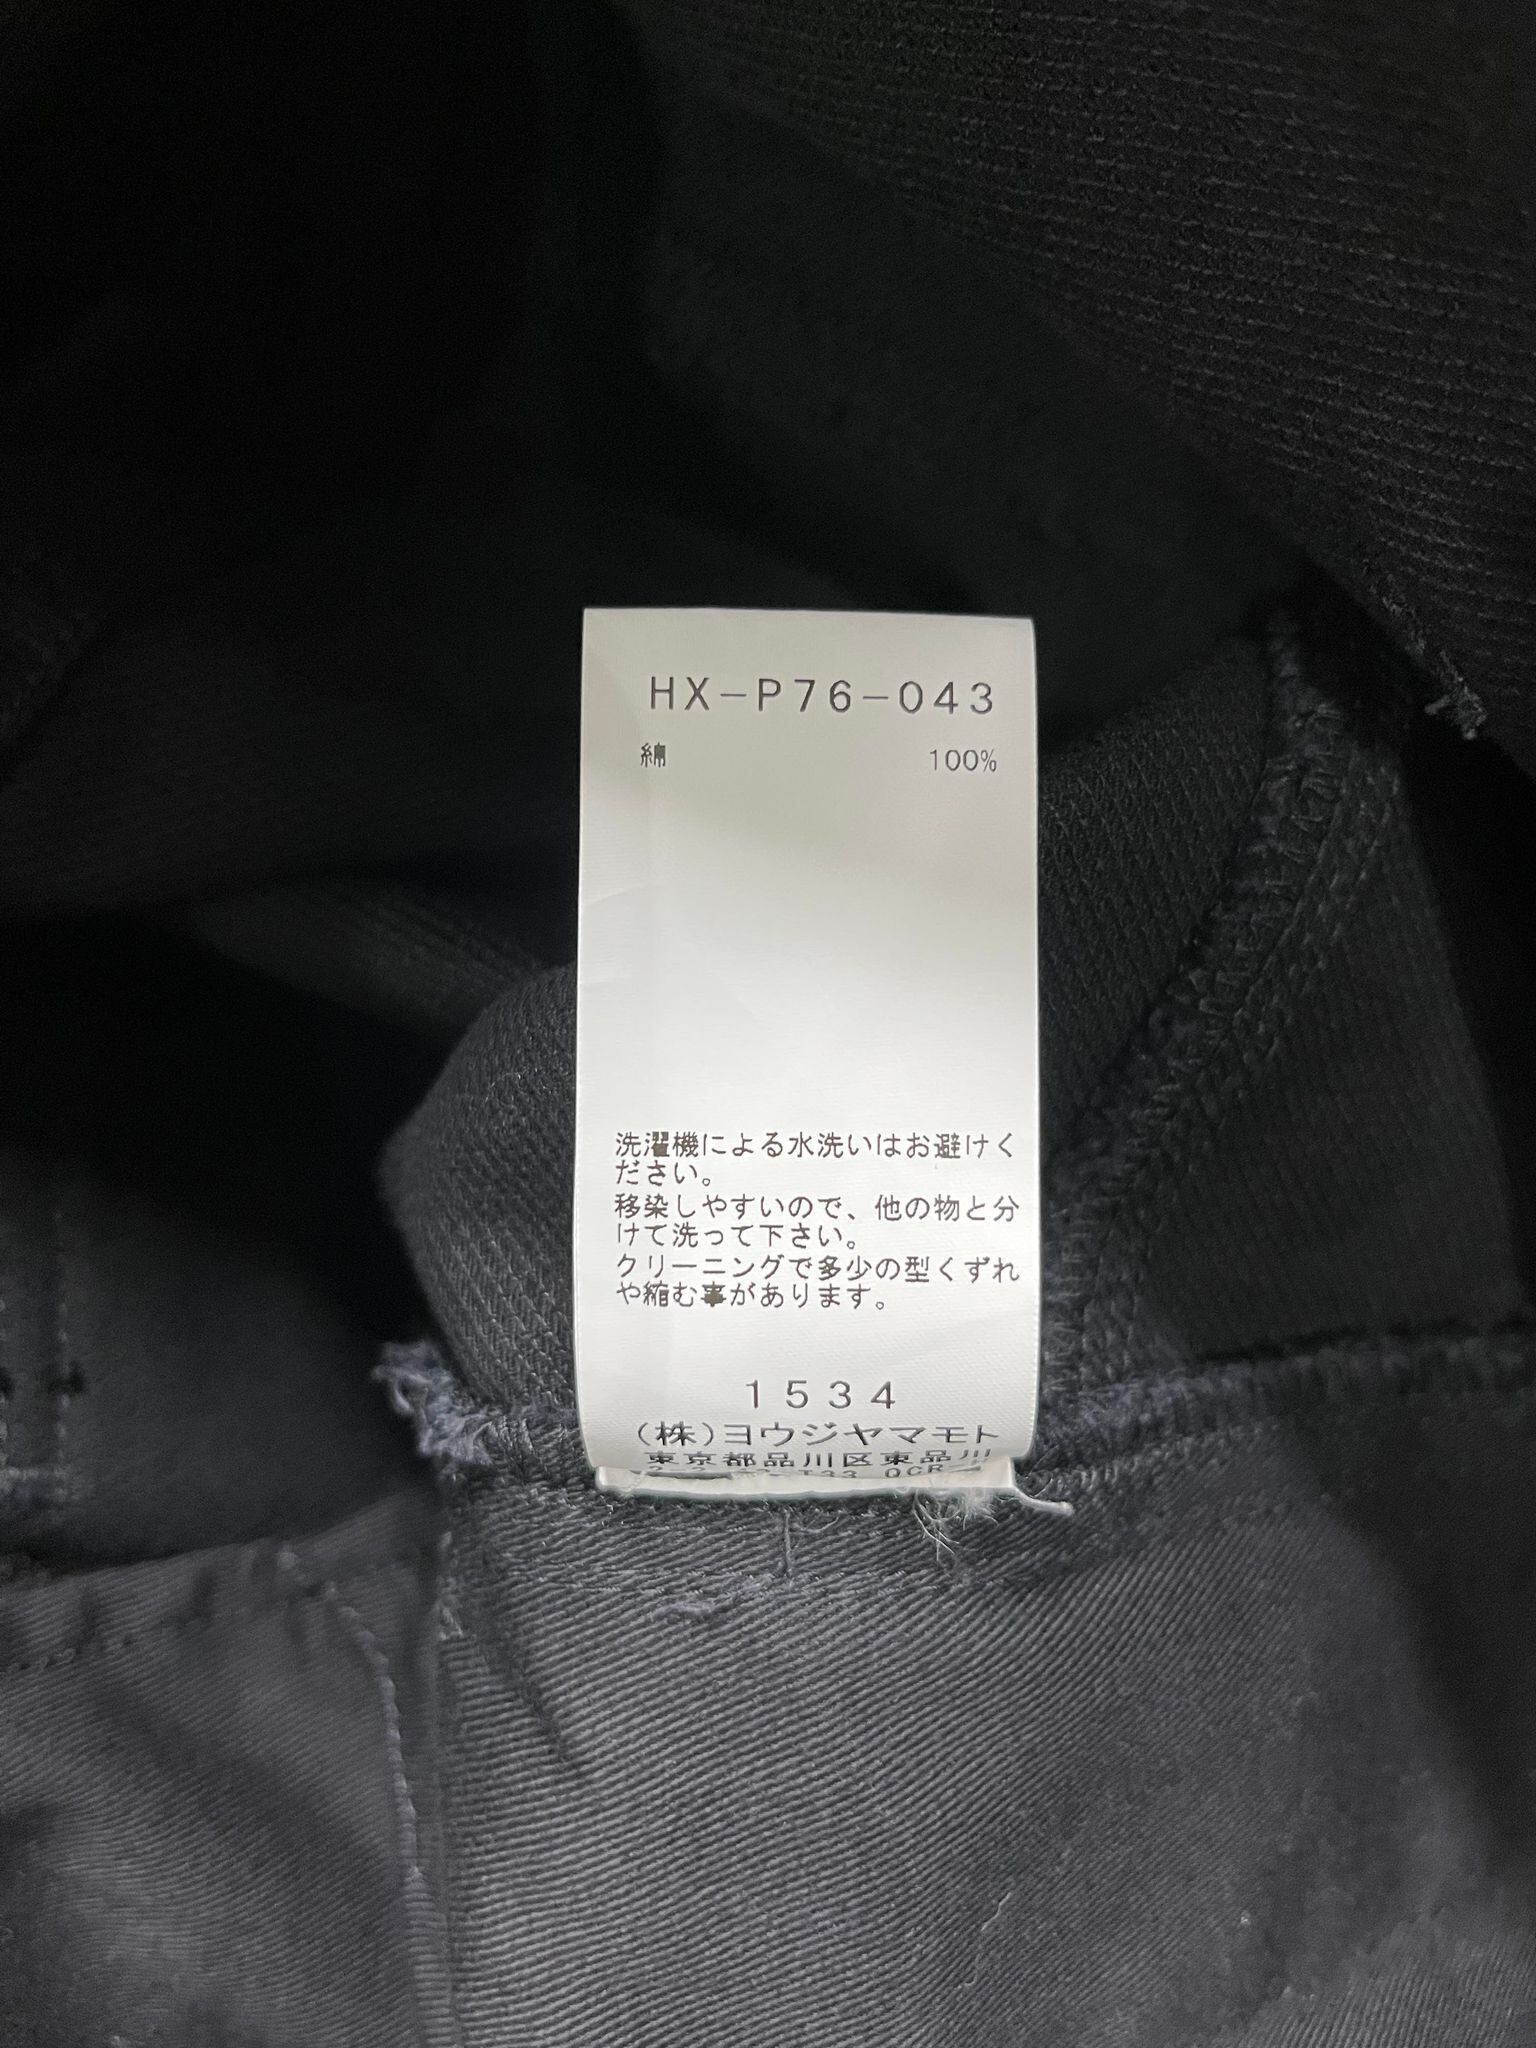 HX-P76-043
綿 100%
洗濯機による水洗いはお避けく
ださい。
移染しやすいので、他の物と分
けて洗って下さい。
クリーニングで多少の型くずれ
や縮む事があります。
1534
(株)ヨウジヤマモト
東京都品川区東品川